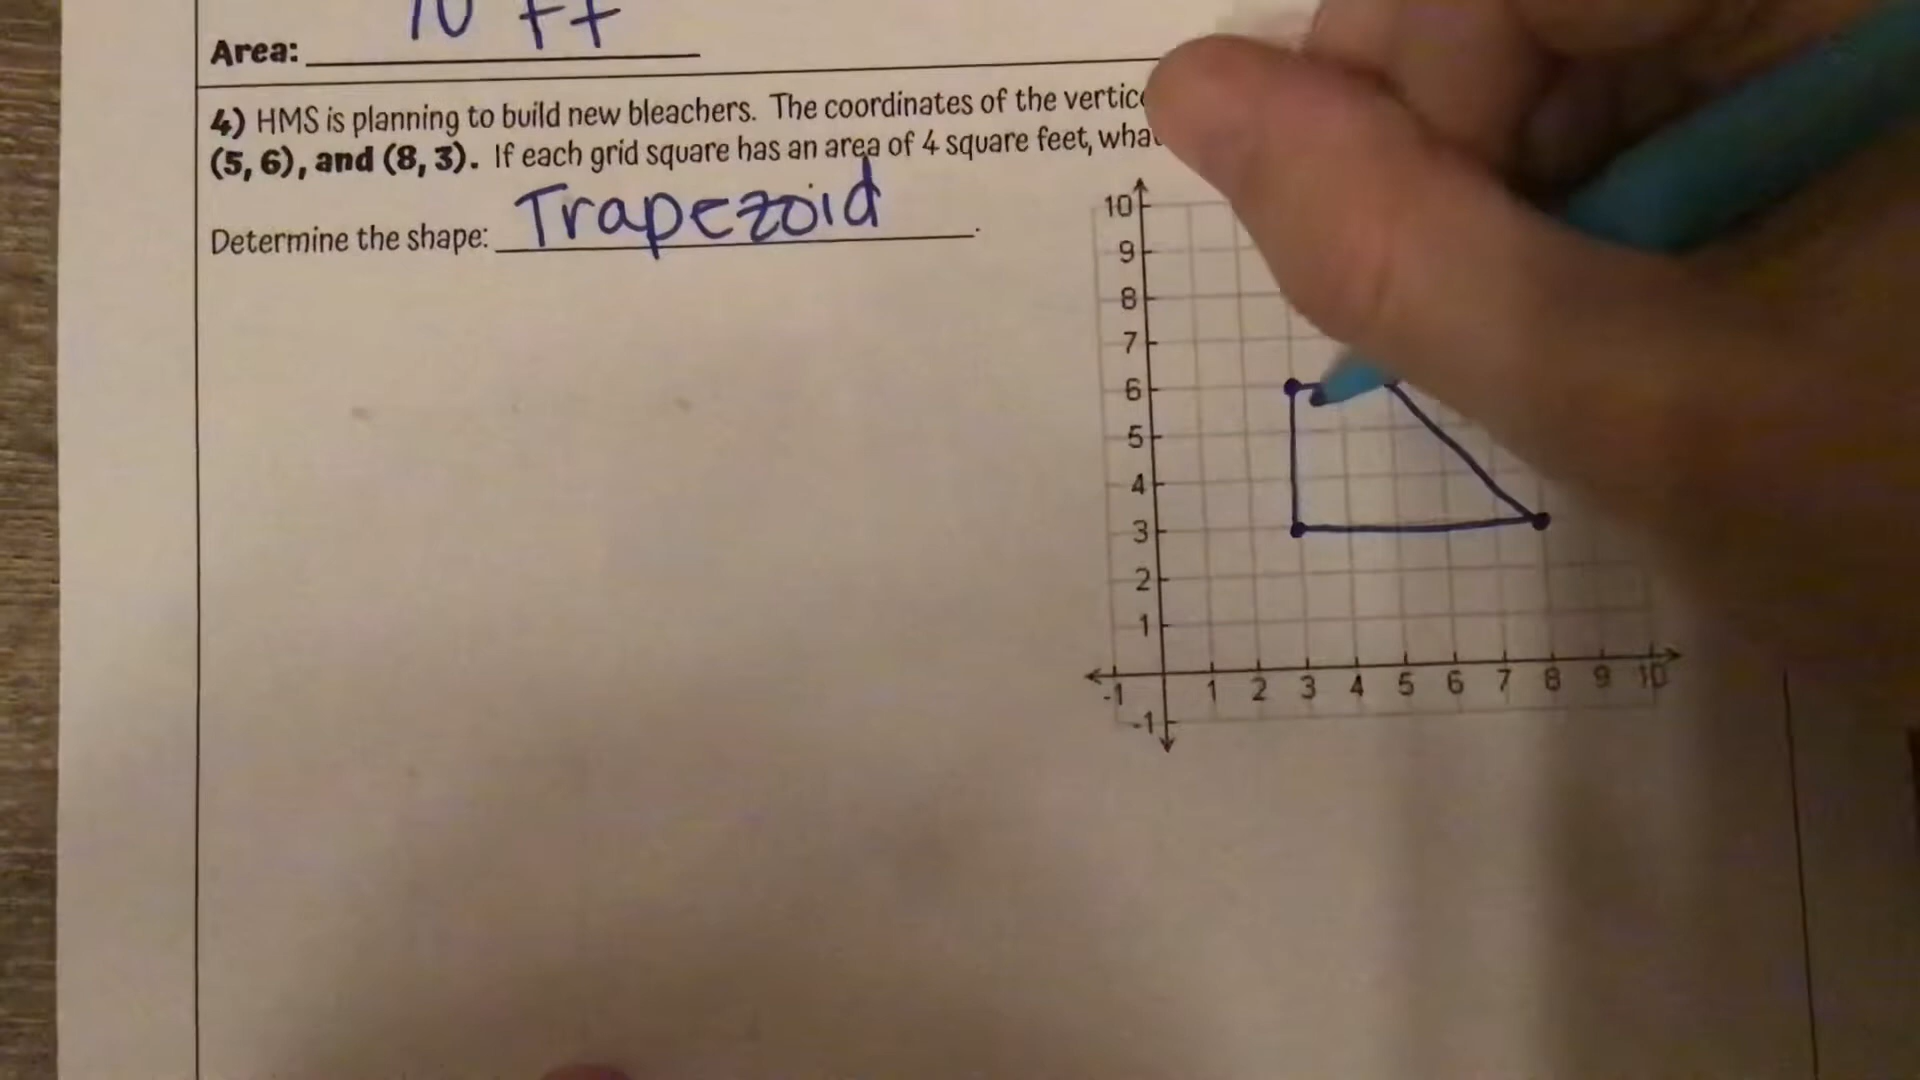 Area: 10 ft
4) HMS is planning to build new bleachers. The coordinates of the
(5, 6), and (8, 3). If each grid square has an area of 4 square feet,
Determine the shape: Trapezoid.
10
9
8
7
6
5
4
3
2
1
-1 1 2 3 4 5 6 7 8 9 10
-1